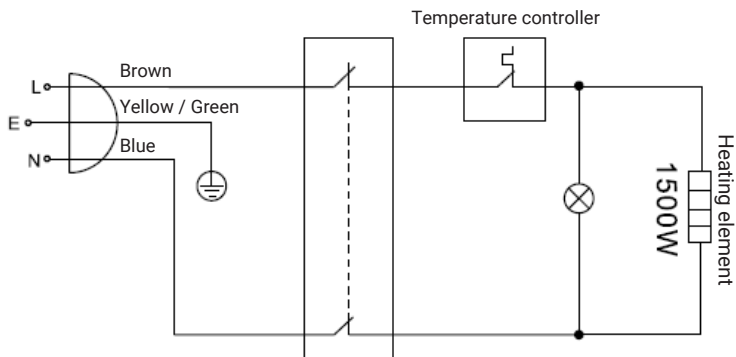 Temperature controller
Brown
L
Yellow / Green
E
Blue
N
Heating element
1500W